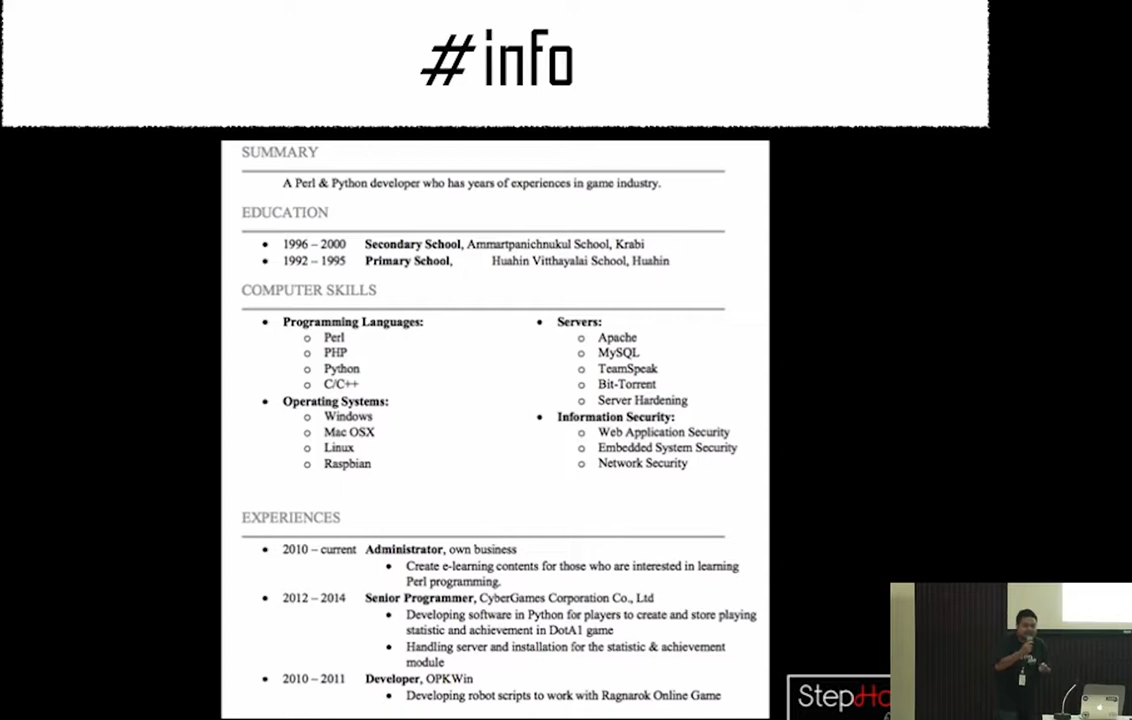 #info
SUMMARY
A Perl & Python developer who has years of experiences in game industry.
EDUCATION
• 1996 – 2000 Secondary School, Ammartpanichnukul School, Krabi
• 1992 – 1995 Primary School, Huahin Vitthayalai School, Huahin
COMPUTER SKILLS
• Programming Languages:
o Perl
o PHP
o Python
o C/C++
• Operating Systems:
o Windows
o Mac OSX
o Linux
o Raspbian
• Servers:
o Apache
o MySQL
o TeamSpeak
o Bit-Torrent
o Server Hardening
• Information Security:
o Web Application Security
o Embedded System Security
o Network Security
EXPERIENCES
• 2010 – current Administrator, own business
• Create e-learning contents for those who are interested in learning
Perl programming.
• 2012 – 2014 Senior Programmer, CyberGames Corporation Co., Ltd
• Developing software in Python for players to create and store playing
statistic and achievement in DotA1 game
• Handling server and installation for the statistic & achievement
module
• 2010 – 2011 Developer, OPKWin
• Developing robot scripts to work with Ragnarok Online Game
StepHo